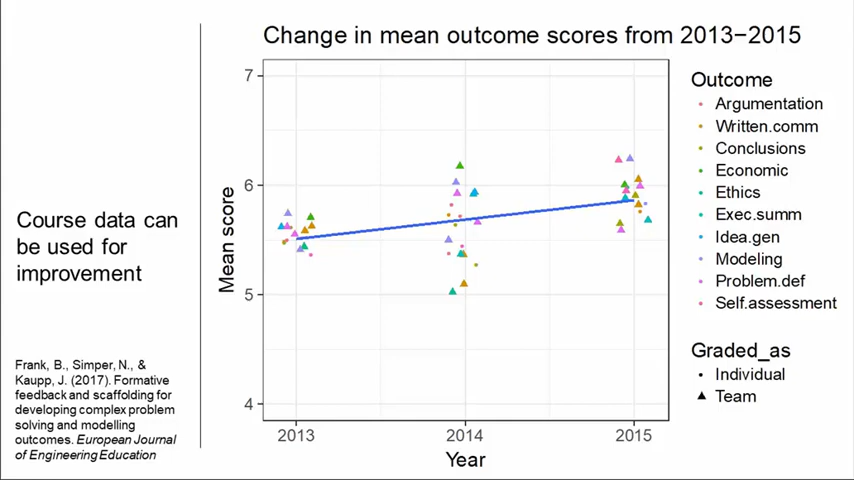 Change in mean outcome scores from 2013−2015
Course data can
be used for
improvement
Frank, B., Simper, N., &
Kaupp, J. (2017). Formative
feedback and scaffolding for
developing complex problem
solving and modelling
outcomes. European Journal
of Engineering Education
Mean score
7
6
5
4
2013
2014
2015
Year
Outcome
Argumentation
Written.comm
Conclusions
Economic
Ethics
Exec.summ
Idea.gen
Modeling
Problem.def
Self.assessment
Graded_as
Individual
Team